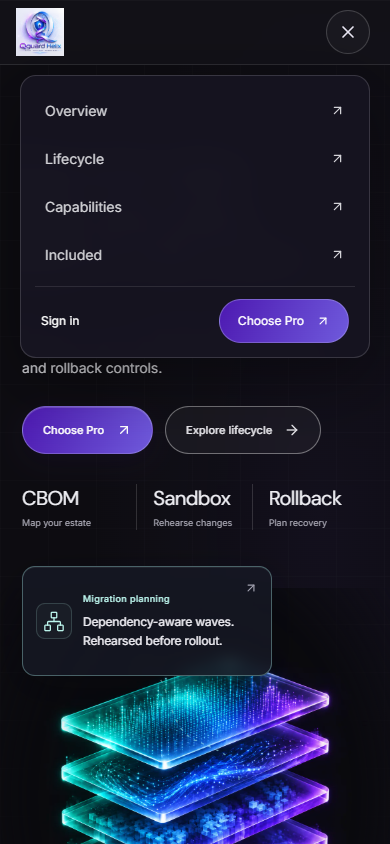 Qguard Helix
Overview
Lifecycle
Capabilities
Included
Sign in
Choose Pro
and rollback controls.
Choose Pro
Explore lifecycle
CBOM
Map your estate
Sandbox
Rehearse changes
Rollback
Plan recovery
Migration planning
Dependency-aware waves.
Rehearsed before rollout.